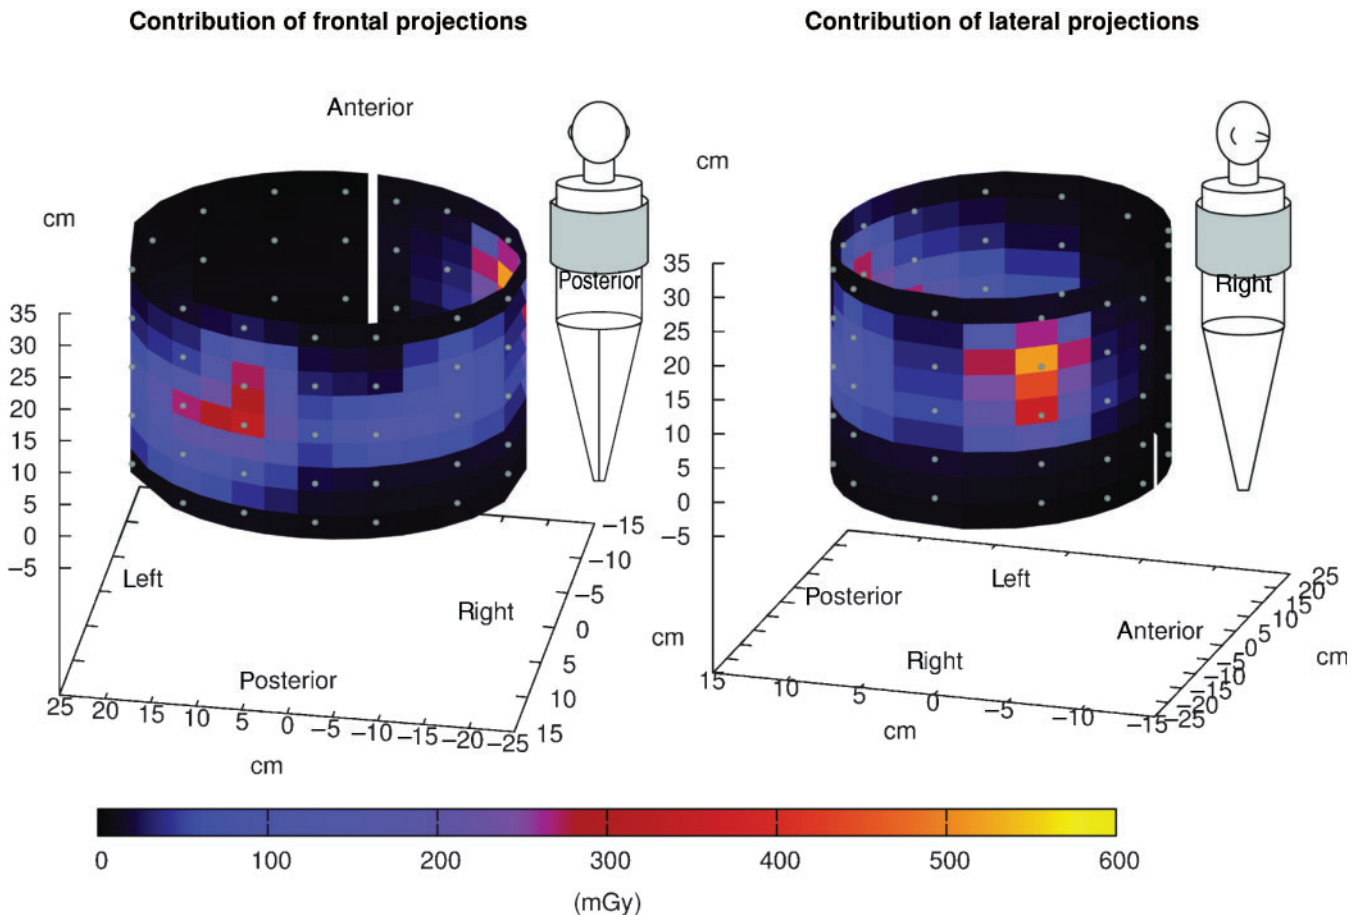 Contribution of frontal projections
Contribution of lateral projections
Anterior
cm
35
30
25
20
15
10
5
0
−5
Posterior
Left
Right
Posterior
25 20 15 10 5 0 −5 −10 −15 −20 −25
cm
−15
−10
−5
0
5
10
15
cm
35
30
25
20
15
10
5
0
−5
Right
cm
Posterior
Left
Anterior
Right
15 10 5 0 −5 −10 −15
cm
25
20
15
10
5
0
−5
−10
−15
−20
−25
cm
0 100 200 300 400 500 600
(mGy)